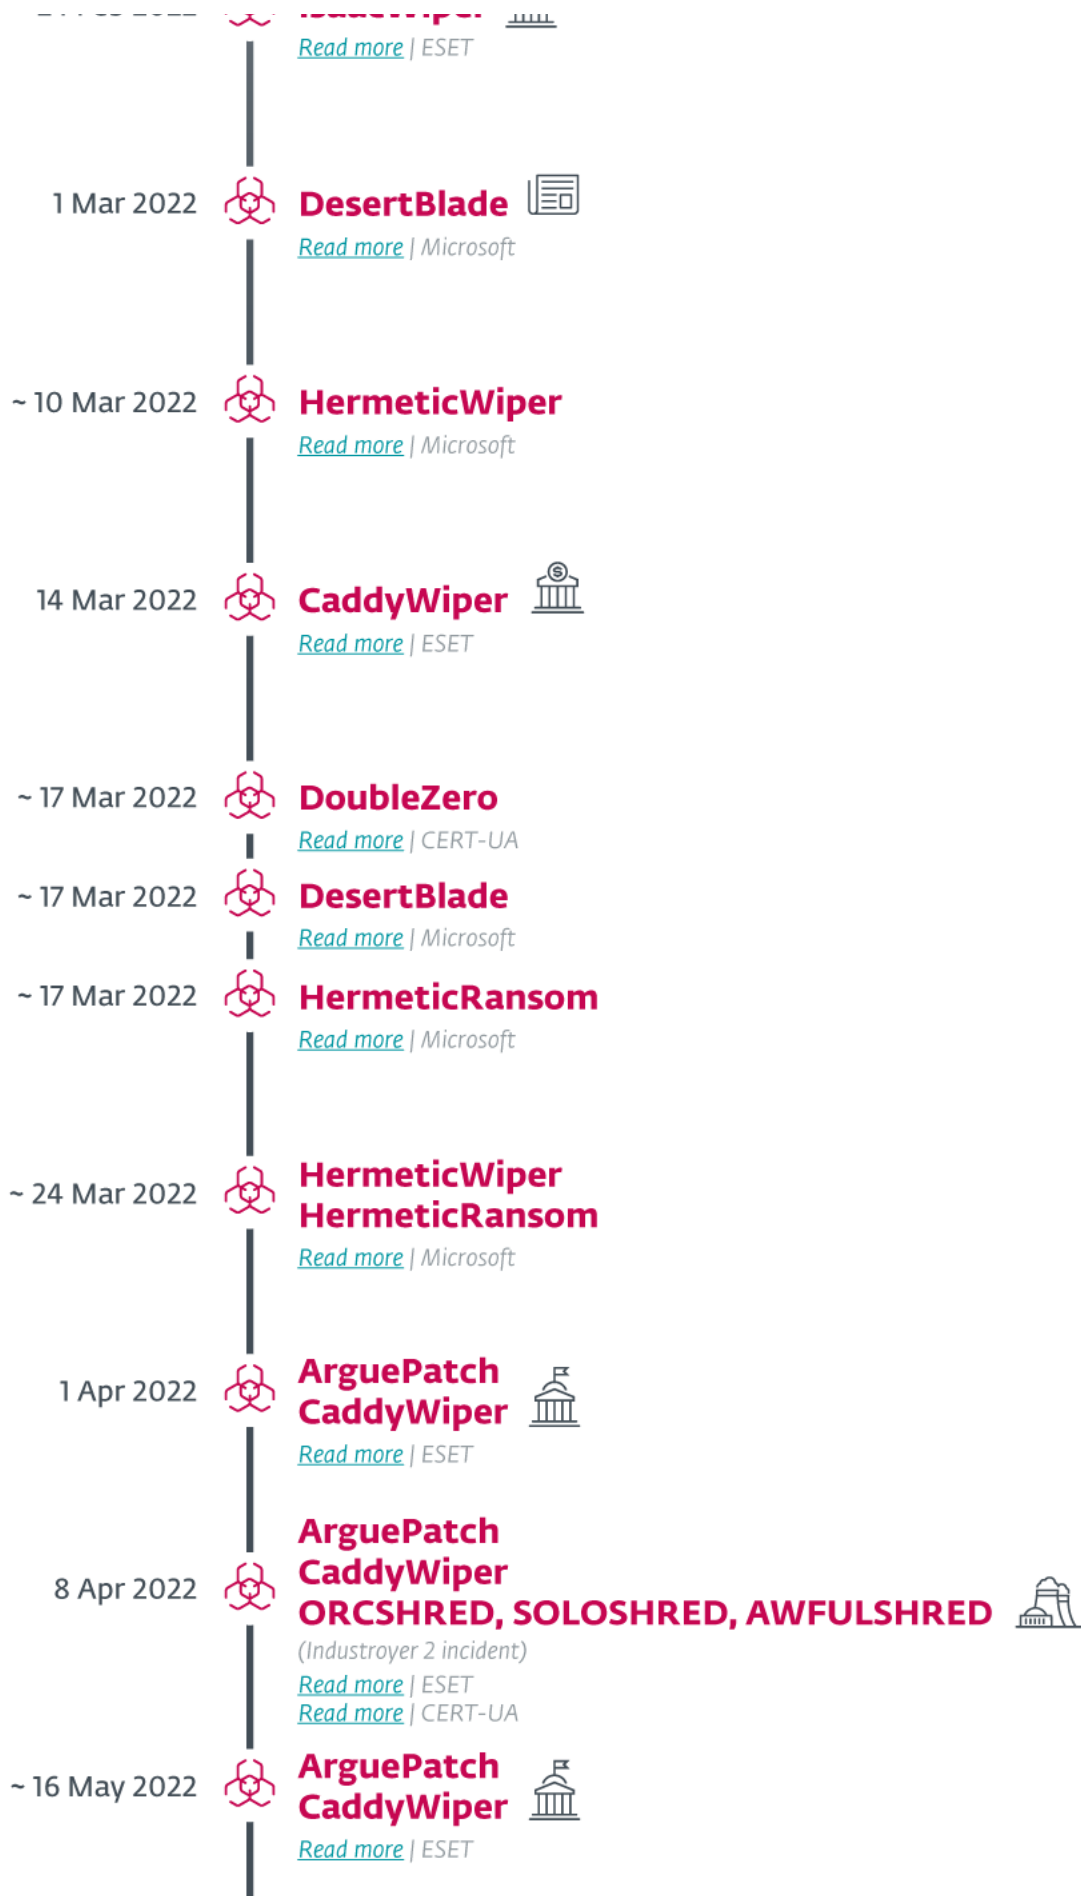 Read more | ESET
1 Mar 2022
DesertBlade
Read more | Microsoft
~ 10 Mar 2022
HermeticWiper
Read more | Microsoft
14 Mar 2022
CaddyWiper
Read more | ESET
~ 17 Mar 2022
DoubleZero
Read more | CERT-UA
~ 17 Mar 2022
DesertBlade
Read more | Microsoft
~ 17 Mar 2022
HermeticRansom
Read more | Microsoft
~ 24 Mar 2022
HermeticWiper
HermeticRansom
Read more | Microsoft
1 Apr 2022
ArguePatch
CaddyWiper
Read more | ESET
8 Apr 2022
ArguePatch
CaddyWiper
ORCSHRED, SOLOSHRED, AWFULSHRED
(Industroyer 2 incident)
Read more | ESET
Read more | CERT-UA
~ 16 May 2022
ArguePatch
CaddyWiper
Read more | ESET